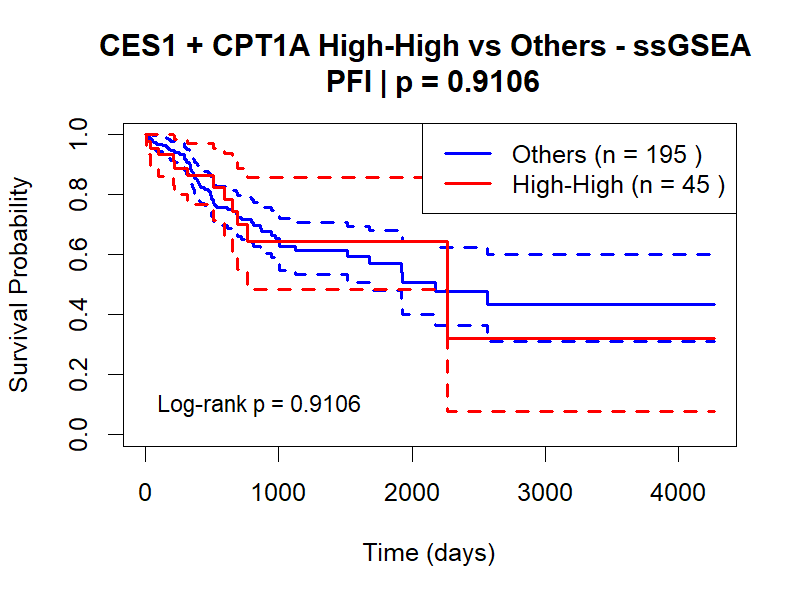 CES1 + CPT1A High-High vs Others - ssGSEA
PFI | p = 0.9106
Others (n = 195 )
High-High (n = 45 )
Survival Probability
1.0
0.8
0.6
0.4
0.2
0.0
Log-rank p = 0.9106
0 1000 2000 3000 4000
Time (days)